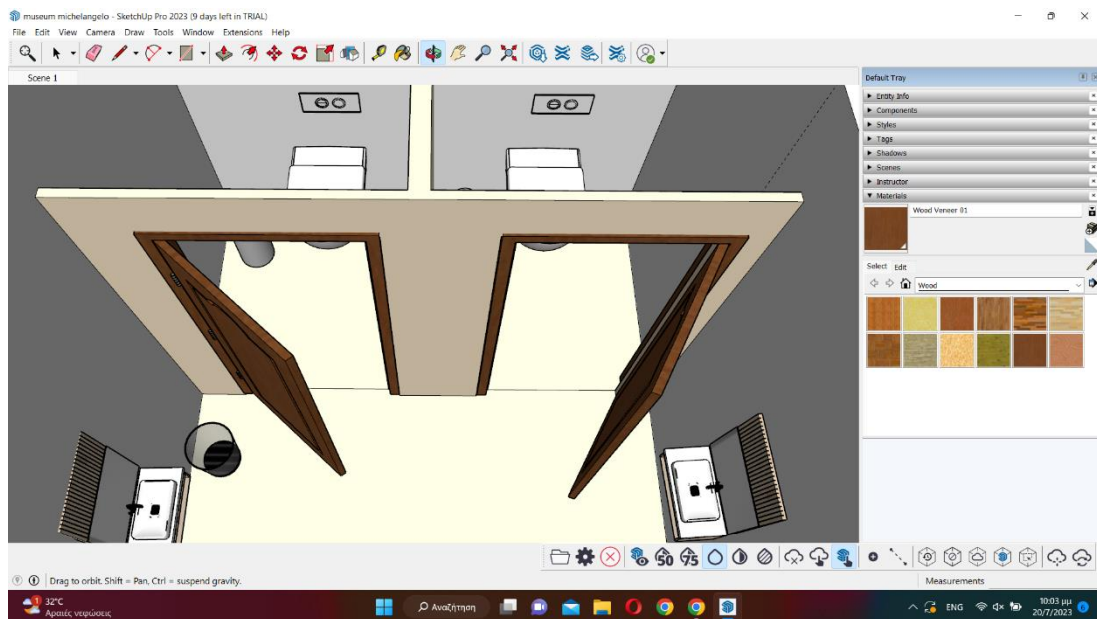 museum michelangelo - SketchUp Pro 2023 (9 days left in TRIAL)
File Edit View Camera Draw Tools Window Extensions Help
Scene 1
Default Tray
Entity Info
Components
Styles
Tags
Shadows
Scenes
Instructor
Materials
Wood Veneer 01
Select Edit
Wood
50 75
Drag to orbit. Shift = Pan, Ctrl = suspend gravity.
Measurements
1
32°C
Αραιές νεφώσεις
Αναζήτηση
ENG
10:03 μμ
20/7/2023